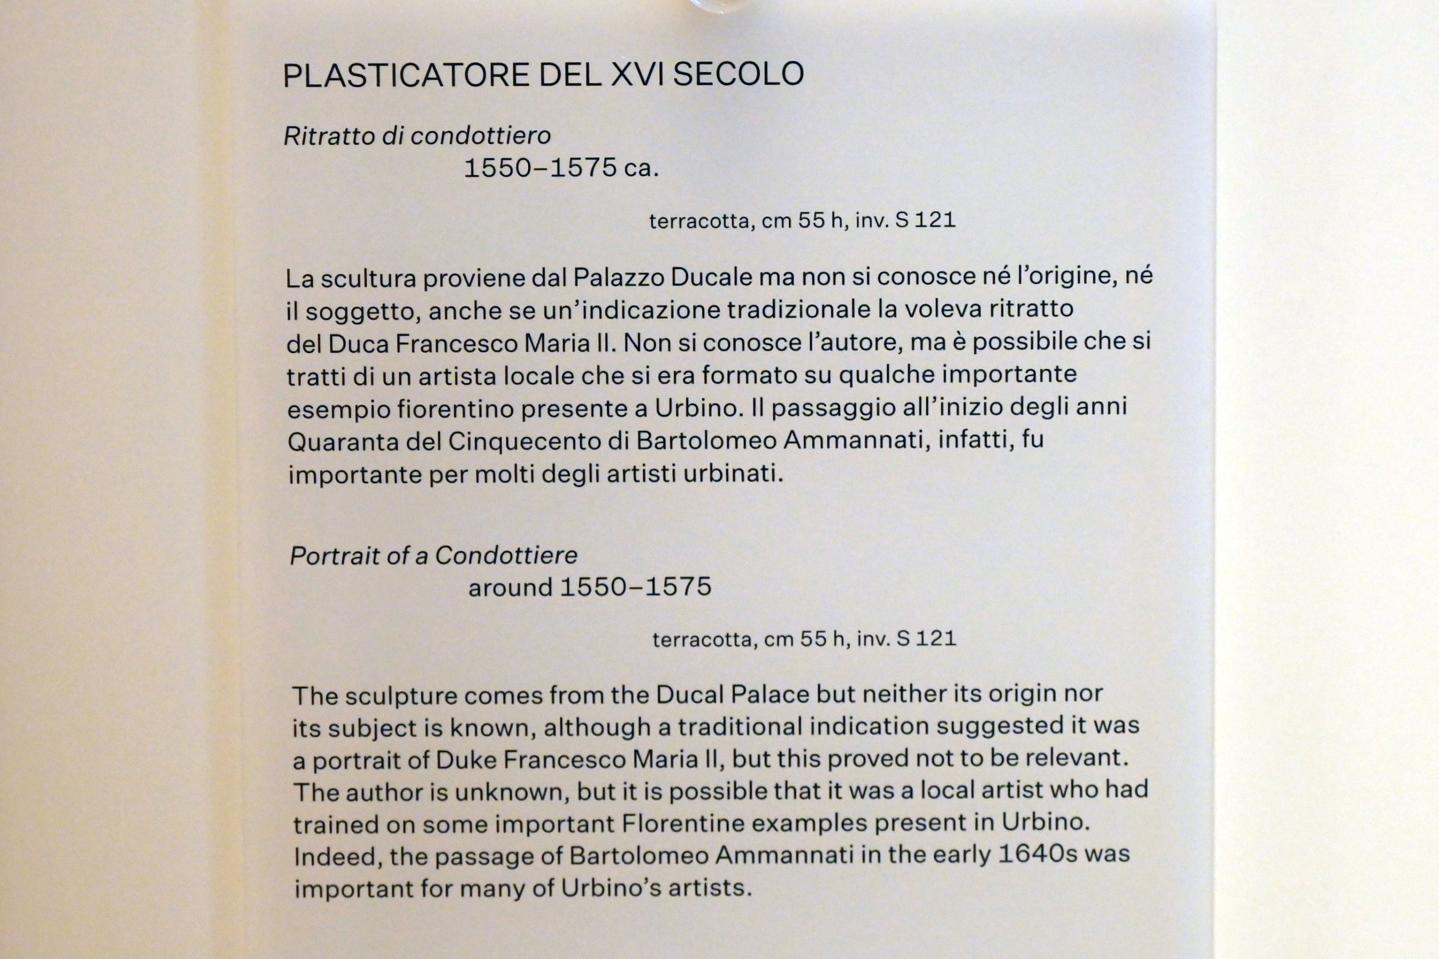 PLASTICATORE DEL XVI SECOLO
Ritratto di condottiero
1550–1575 ca.
terracotta, cm 55 h, inv. S 121
La scultura proviene dal Palazzo Ducale ma non si conosce né l’origine, né
il soggetto, anche se un’indicazione tradizionale la voleva ritratto
del Duca Francesco Maria II. Non si conosce l’autore, ma è possibile che si
tratti di un artista locale che si era formato su qualche importante
esempio fiorentino presente a Urbino. Il passaggio all’inizio degli anni
Quaranta del Cinquecento di Bartolomeo Ammannati, infatti, fu
importante per molti degli artisti urbinati.
Portrait of a Condottiere
around 1550–1575
terracotta, cm 55 h, inv. S 121
The sculpture comes from the Ducal Palace but neither its origin nor
its subject is known, although a traditional indication suggested it was
a portrait of Duke Francesco Maria II, but this proved not to be relevant.
The author is unknown, but it is possible that it was a local artist who had
trained on some important Florentine examples present in Urbino.
Indeed, the passage of Bartolomeo Ammannati in the early 1640s was
important for many of Urbino’s artists.